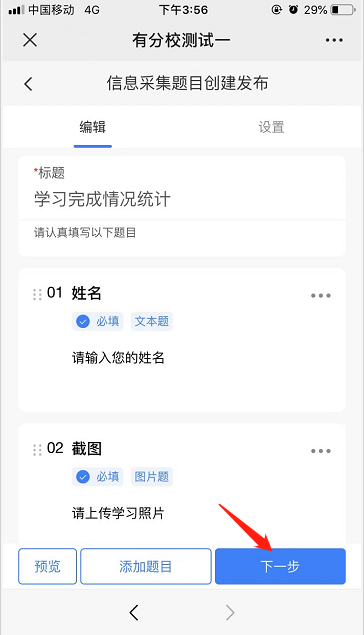 中国移动 4G 下午3:56 29%
有分校测试一
信息采集题目创建发布
编辑 设置
*标题
学习完成情况统计
请认真填写以下题目
01 姓名
必填 文本题
请输入您的姓名
02 截图
必填 图片题
请上传学习照片
预览 添加题目 下一步